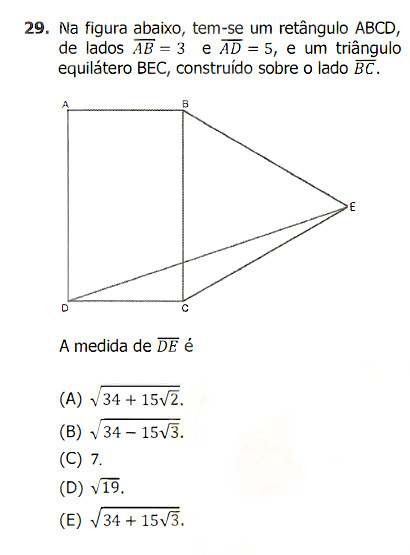 29. Na figura abaixo, tem-se um retângulo ABCD,
de lados \overline{AB} = 3 e \overline{AD} = 5, e um triângulo
equilátero BEC, construído sobre o lado \overline{BC}.
A B
E
D C
A medida de \overline{DE} é
(A) \sqrt{34 + 15\sqrt{2}}.
(B) \sqrt{34 − 15\sqrt{3}}.
(C) 7.
(D) \sqrt{19}.
(E) \sqrt{34 + 15\sqrt{3}}.